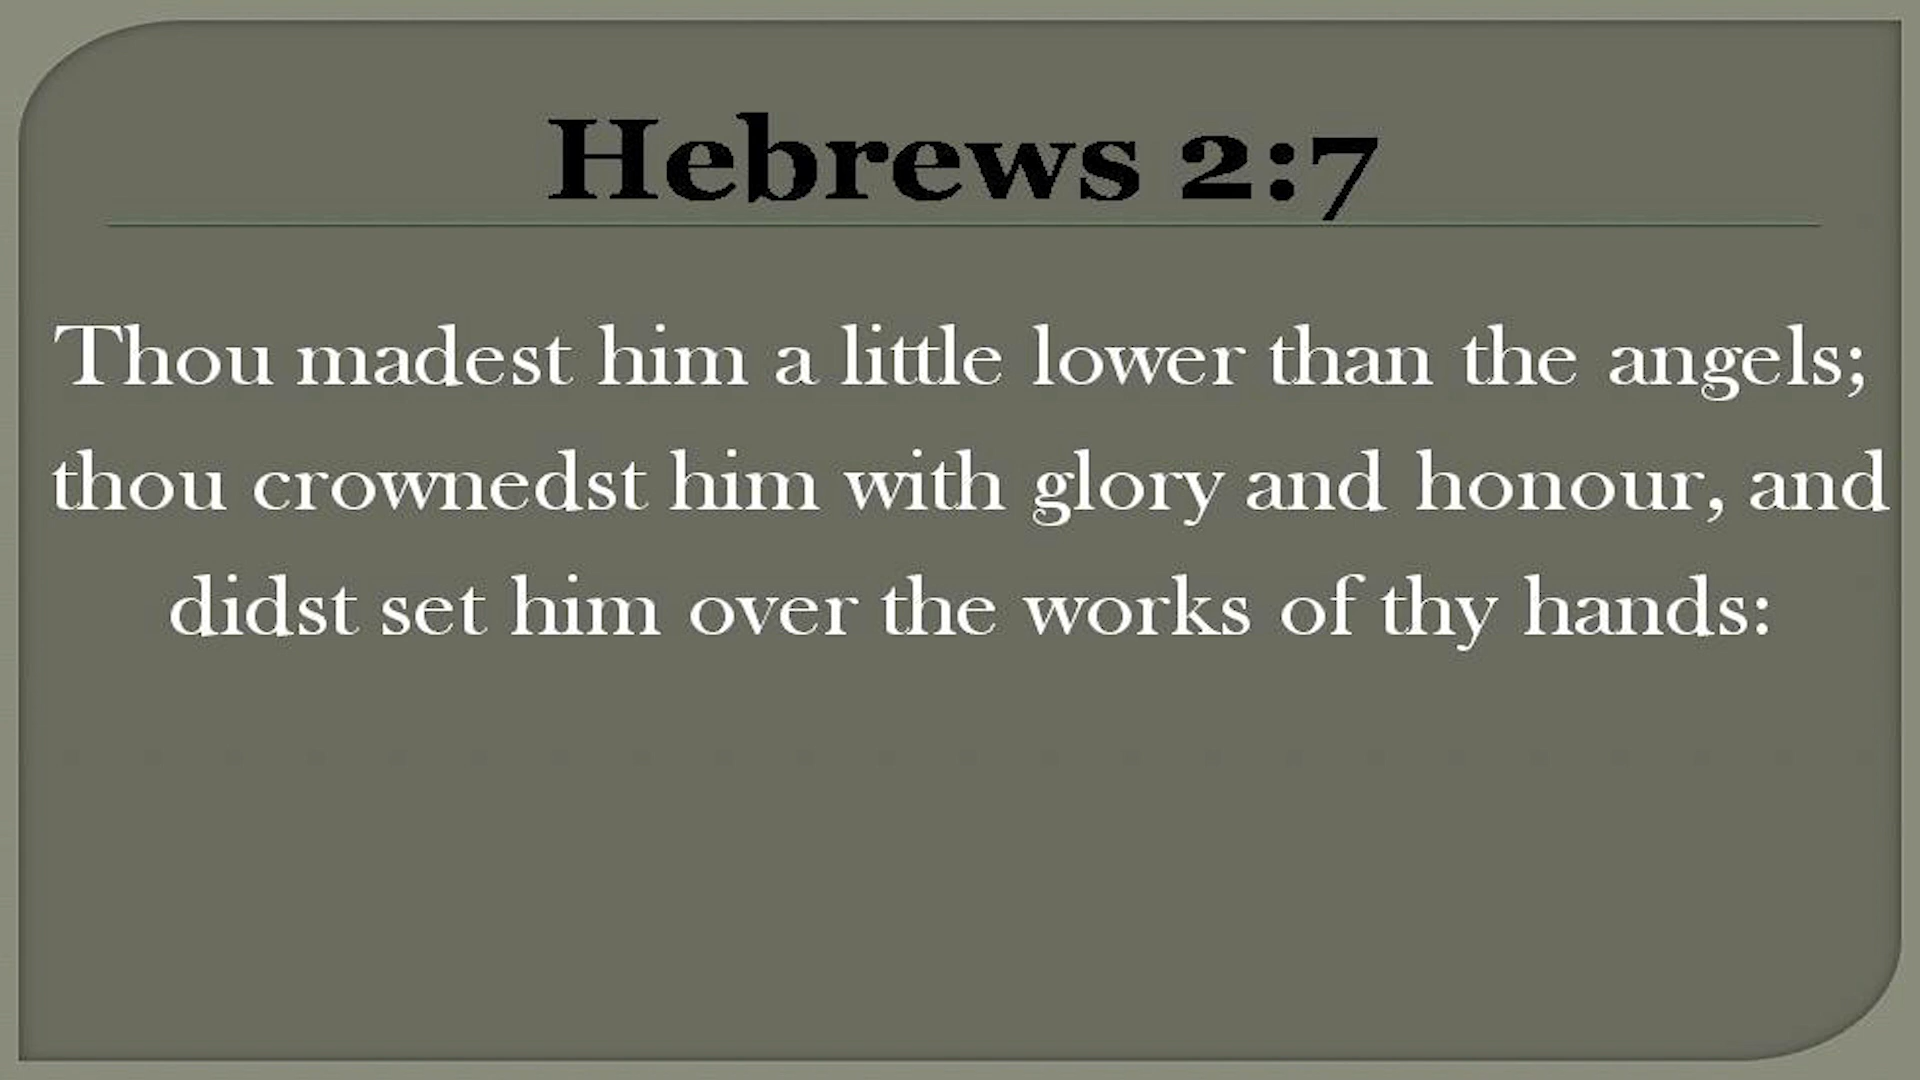 Hebrews 2:7
Thou madest him a little lower than the angels;
thou crownedst him with glory and honour, and
didst set him over the works of thy hands: